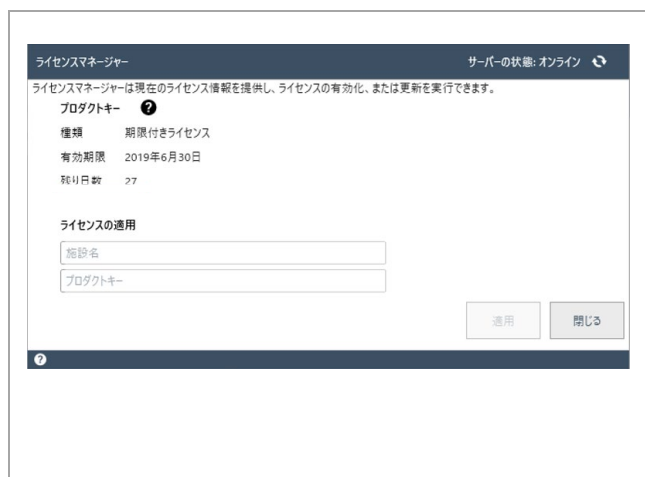 ライセンスマネージャー サーバーの状態: オンライン
ライセンスマネージャーは現在のライセンス情報を提供し、ライセンスの有効化、または更新を実行できます。
プロダクトキー ?
種類 期限付きライセンス
有効期限 2019年6月30日
残り日数 27
ライセンスの適用
施設名
プロダクトキー
適用 閉じる
?